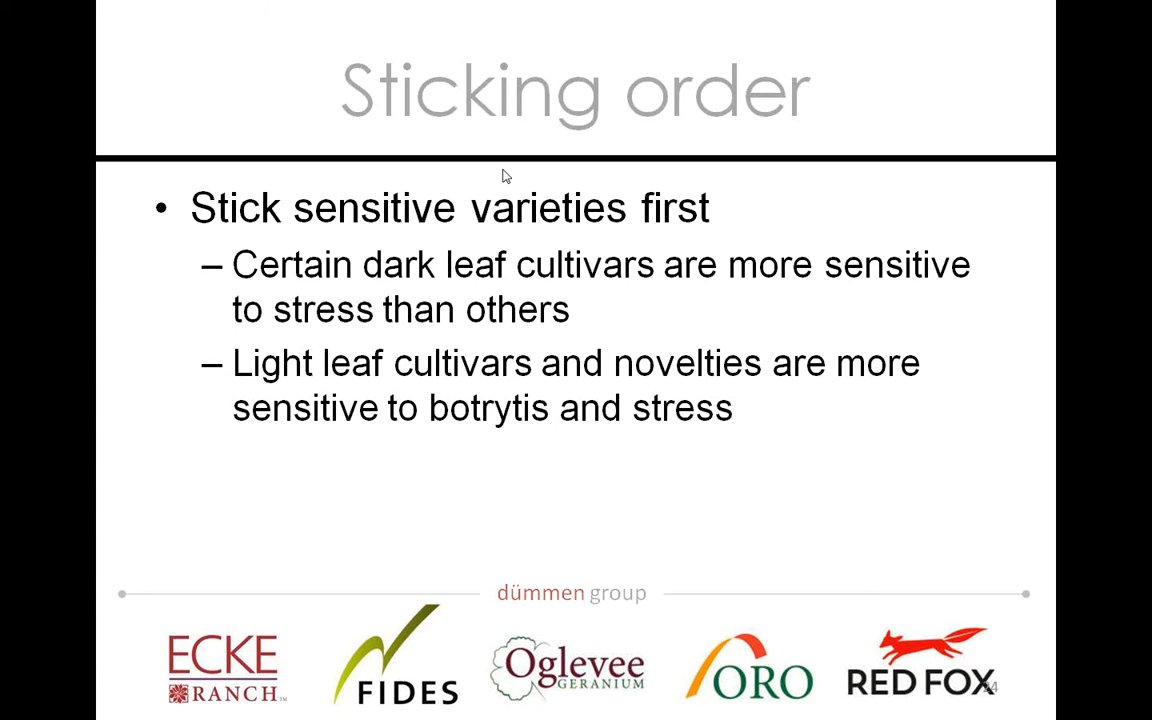 Sticking order
• Stick sensitive varieties first
– Certain dark leaf cultivars are more sensitive
to stress than others
– Light leaf cultivars and novelties are more
sensitive to botrytis and stress
dümmen group
ECKE
RANCH™
FIDES
Oglevee
GERANIUM
ORO
RED FOX
24